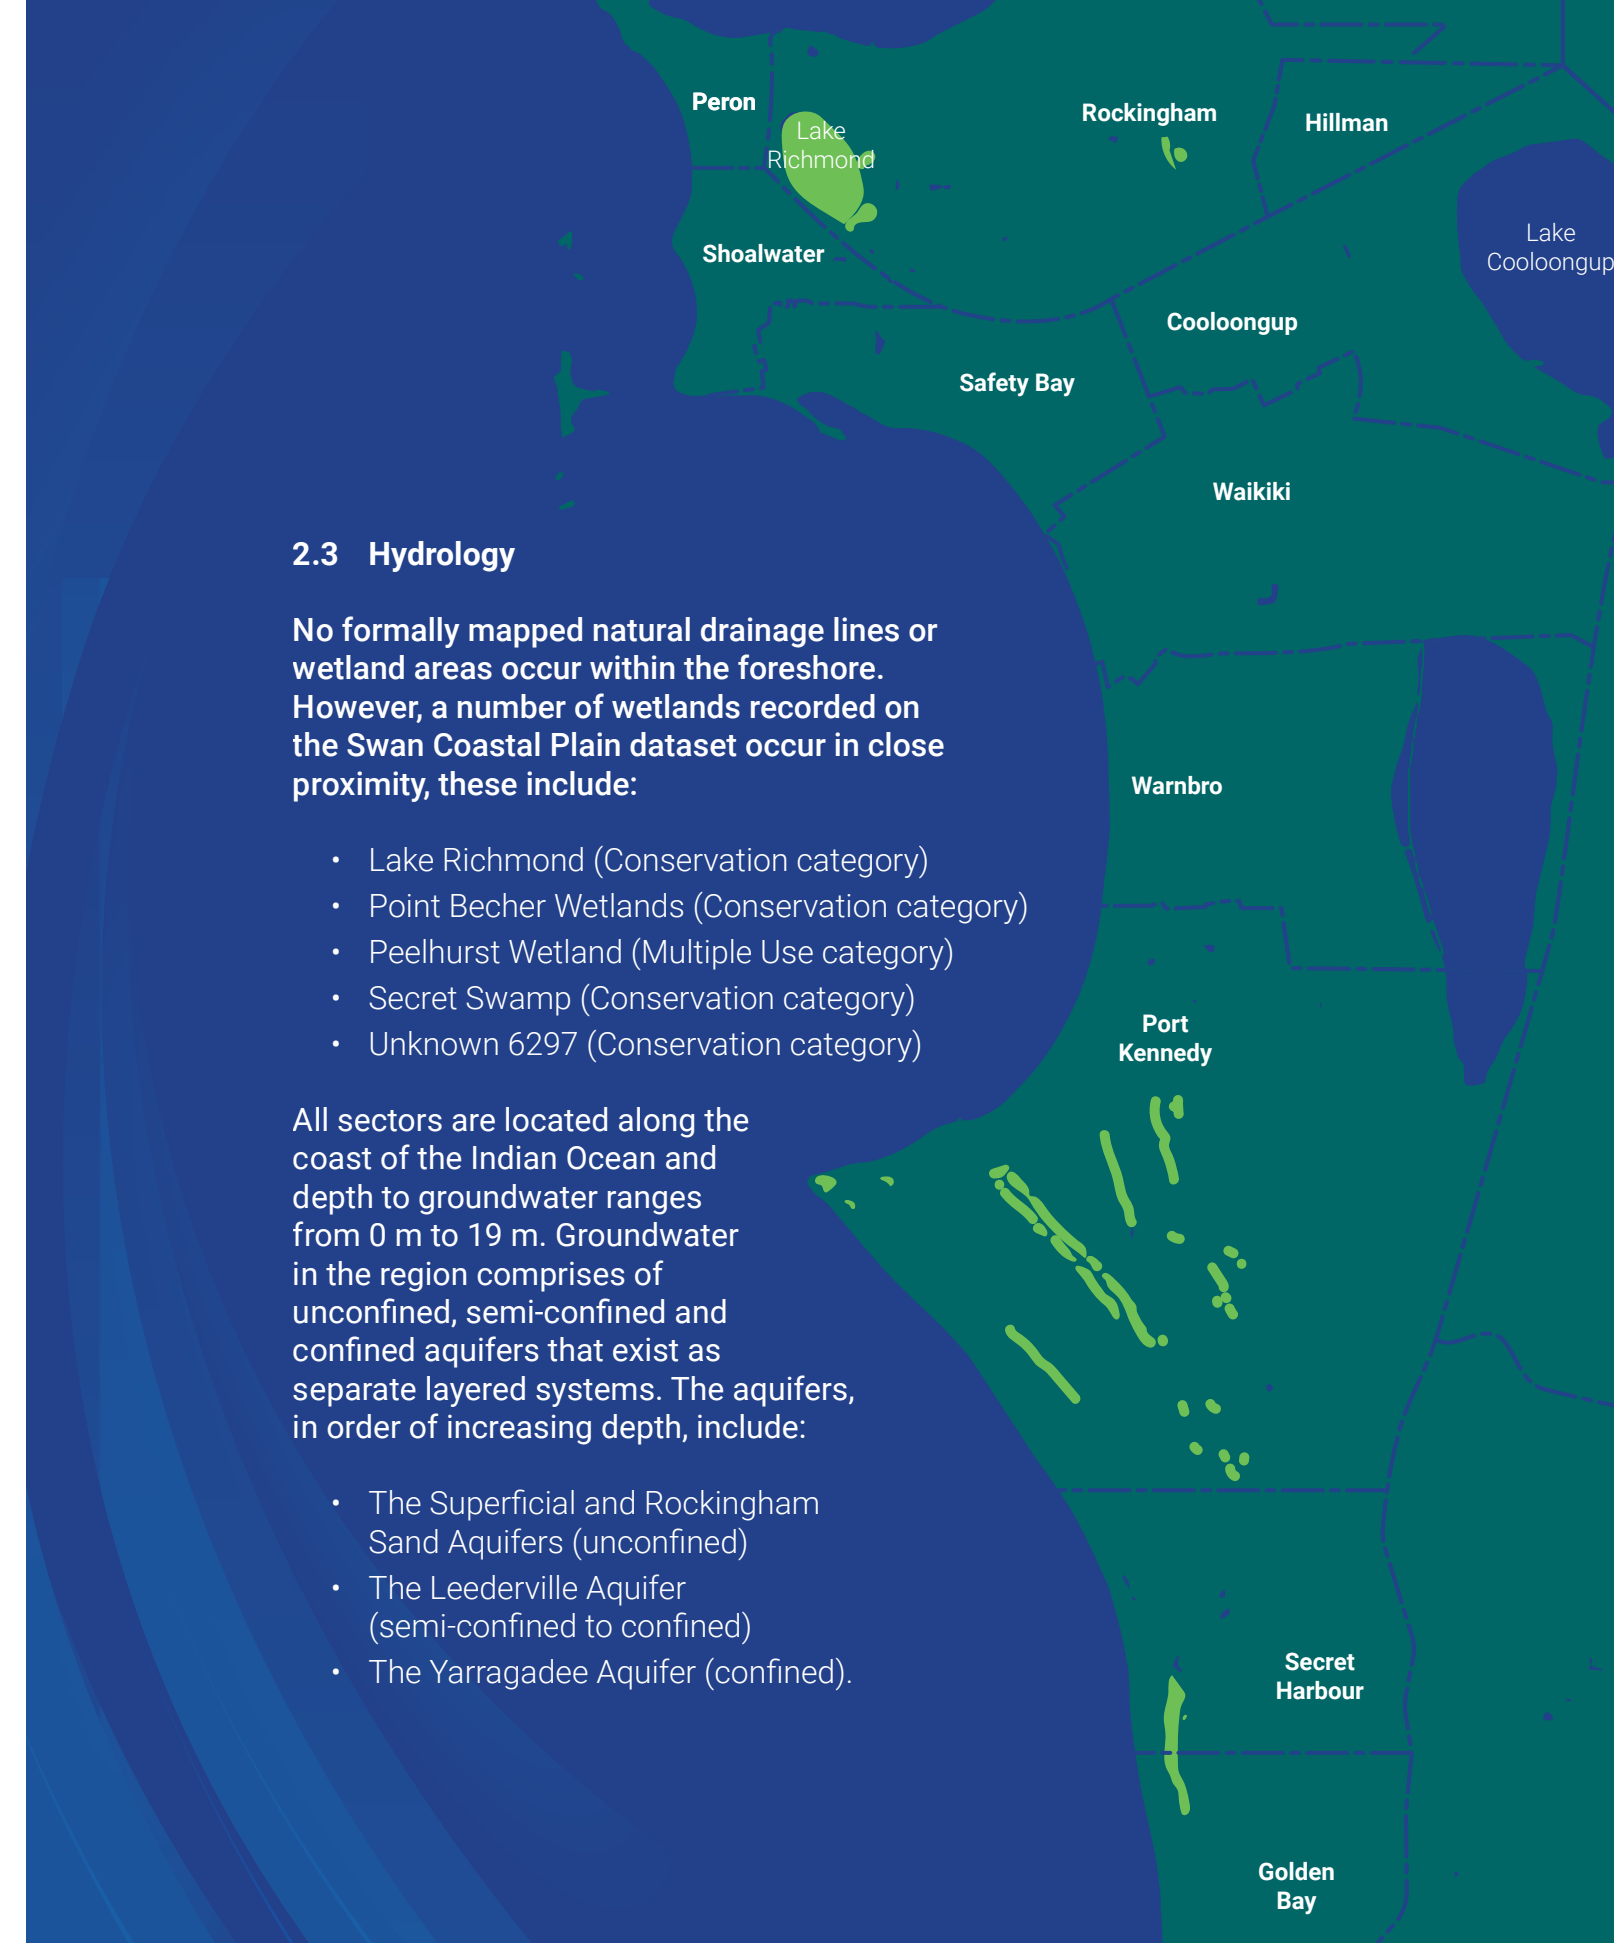 Peron
Lake
Richmond
Rockingham
Hillman
Shoalwater
Lake
Cooloongup
Cooloongup
Safety Bay
Waikiki
2.3 Hydrology
No formally mapped natural drainage lines or
wetland areas occur within the foreshore.
However, a number of wetlands recorded on
the Swan Coastal Plain dataset occur in close
proximity, these include:
• Lake Richmond (Conservation category)
• Point Becher Wetlands (Conservation category)
• Peelhurst Wetland (Multiple Use category)
• Secret Swamp (Conservation category)
• Unknown 6297 (Conservation category)
Warnbro
Port
Kennedy
All sectors are located along the
coast of the Indian Ocean and
depth to groundwater ranges
from 0 m to 19 m. Groundwater
in the region comprises of
unconfined, semi-confined and
confined aquifers that exist as
separate layered systems. The aquifers,
in order of increasing depth, include:
• The Superficial and Rockingham
Sand Aquifers (unconfined)
• The Leederville Aquifer
(semi-confined to confined)
• The Yarragadee Aquifer (confined).
Secret
Harbour
Golden
Bay